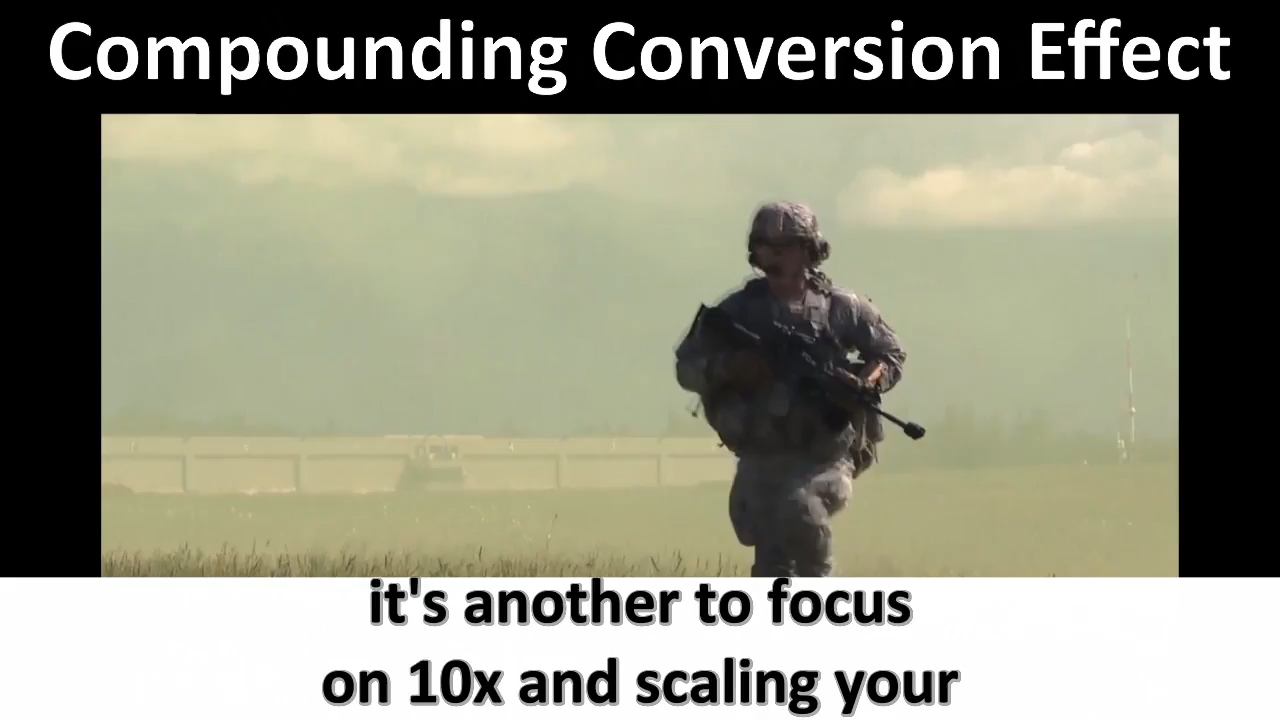 Compounding Conversion Effect
it's another to focus
on 10x and scaling your